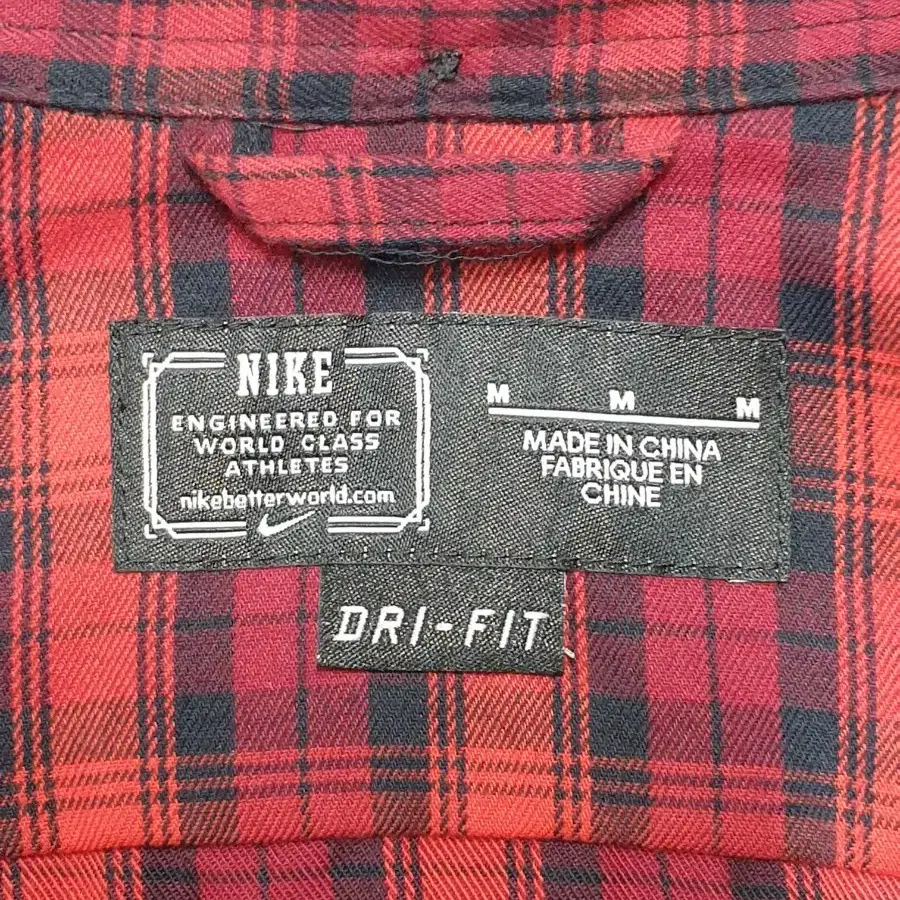 NIKE
ENGINEERED FOR
WORLD CLASS
ATHLETES
nikebetterworld.com
M M M
MADE IN CHINA
FABRIQUE EN
CHINE
DRI-FIT